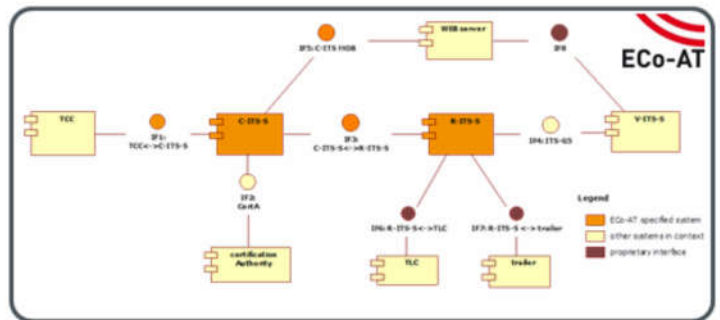 ECo-AT
WEB server
IF5: C-ITS HOB
IF8
TCC
C-ITS-S
R-ITS-S
V-ITS-S
IF1:
TCC<->C-ITS-S
IF3:
C-ITS-S<->R-ITS-S
IF4: ITS-G5
IF2:
CertA
IF6: R-ITS-S<->TLC
IF7: R-ITS-S <-> trailer
certification
Authority
TLC
trailer
Legend
ECo-AT specified system
other systems in context
proprietary interface